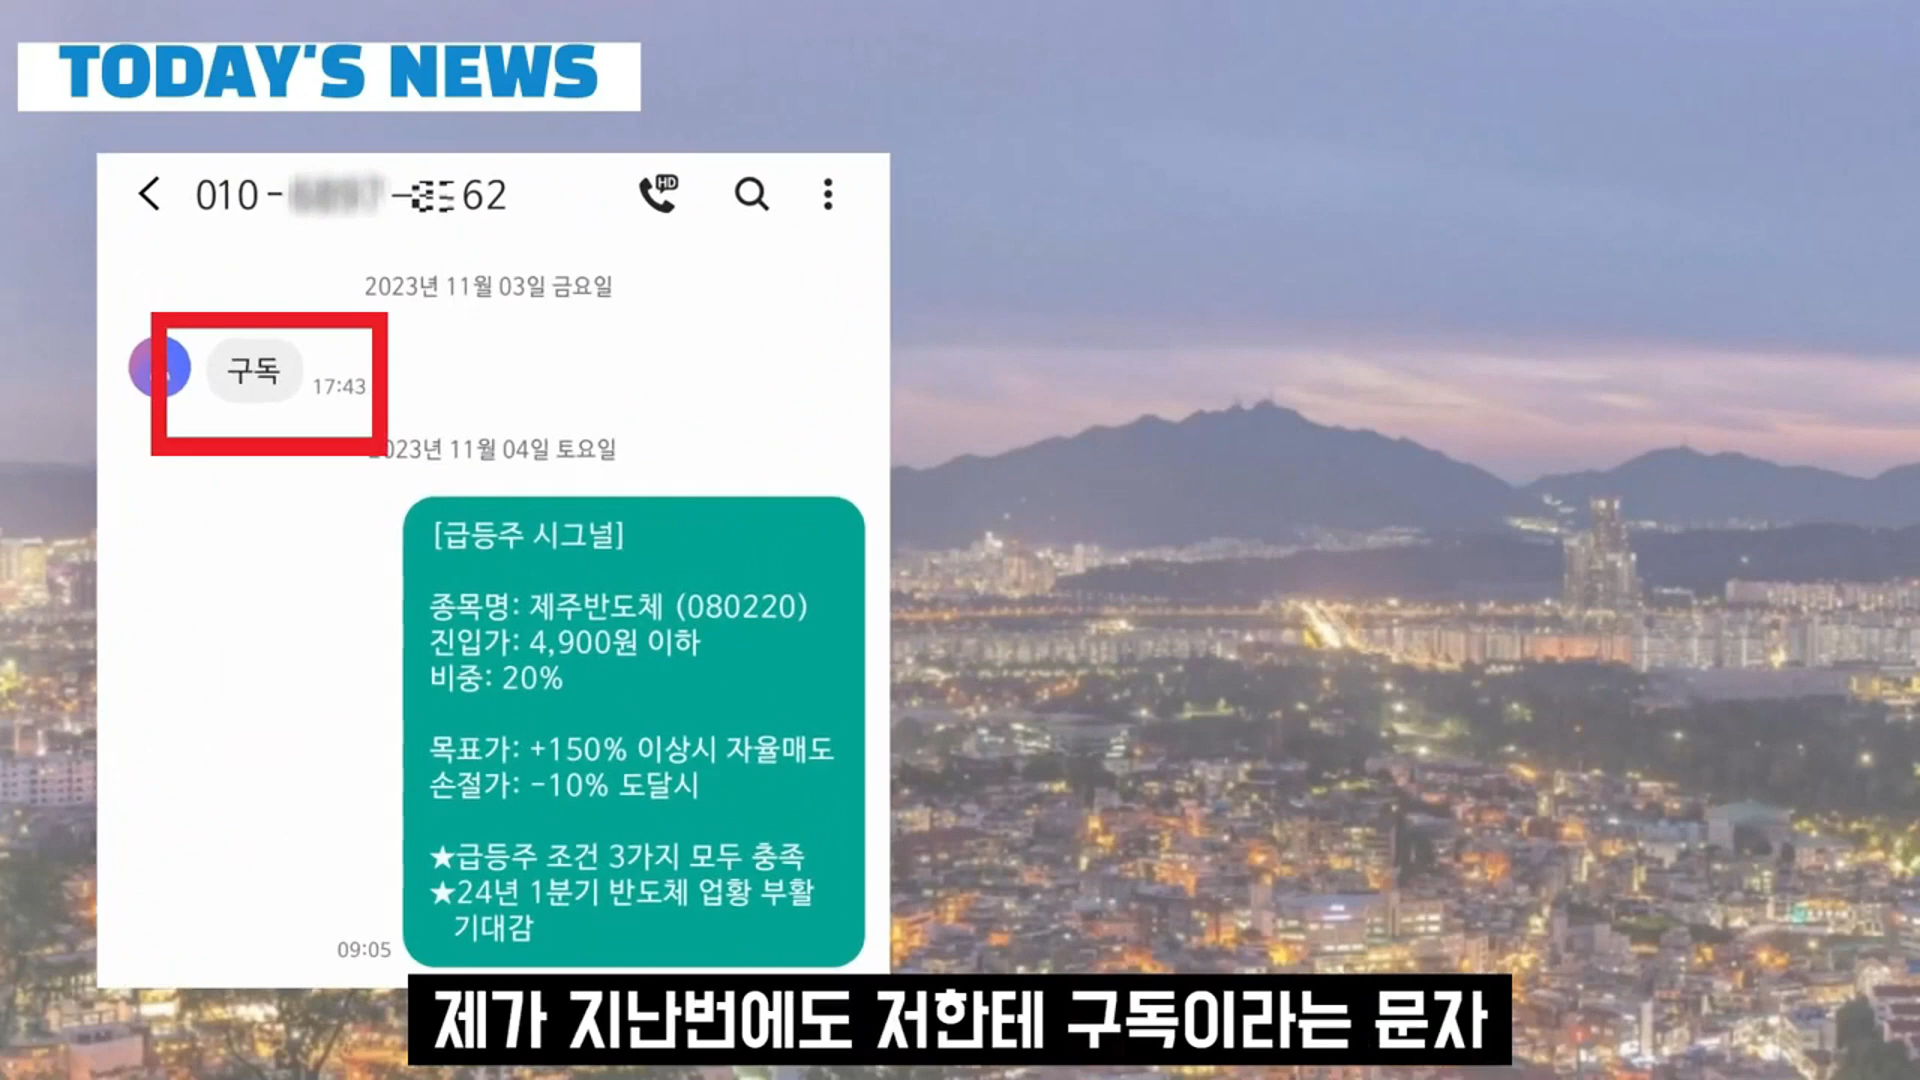 TODAY'S NEWS
010- 62
HD
2023년 11월 03일 금요일
구독
17:43
2023년 11월 04일 토요일
[급등주 시그널]
종목명: 제주반도체 (080220)
진입가: 4,900원 이하
비중: 20%
목표가: +150% 이상시 자율매도
손절가: -10% 도달시
★급등주 조건 3가지 모두 충족
★24년 1분기 반도체 업황 부활
기대감
09:05
제가 지난번에도 저한테 구독이라는 문자